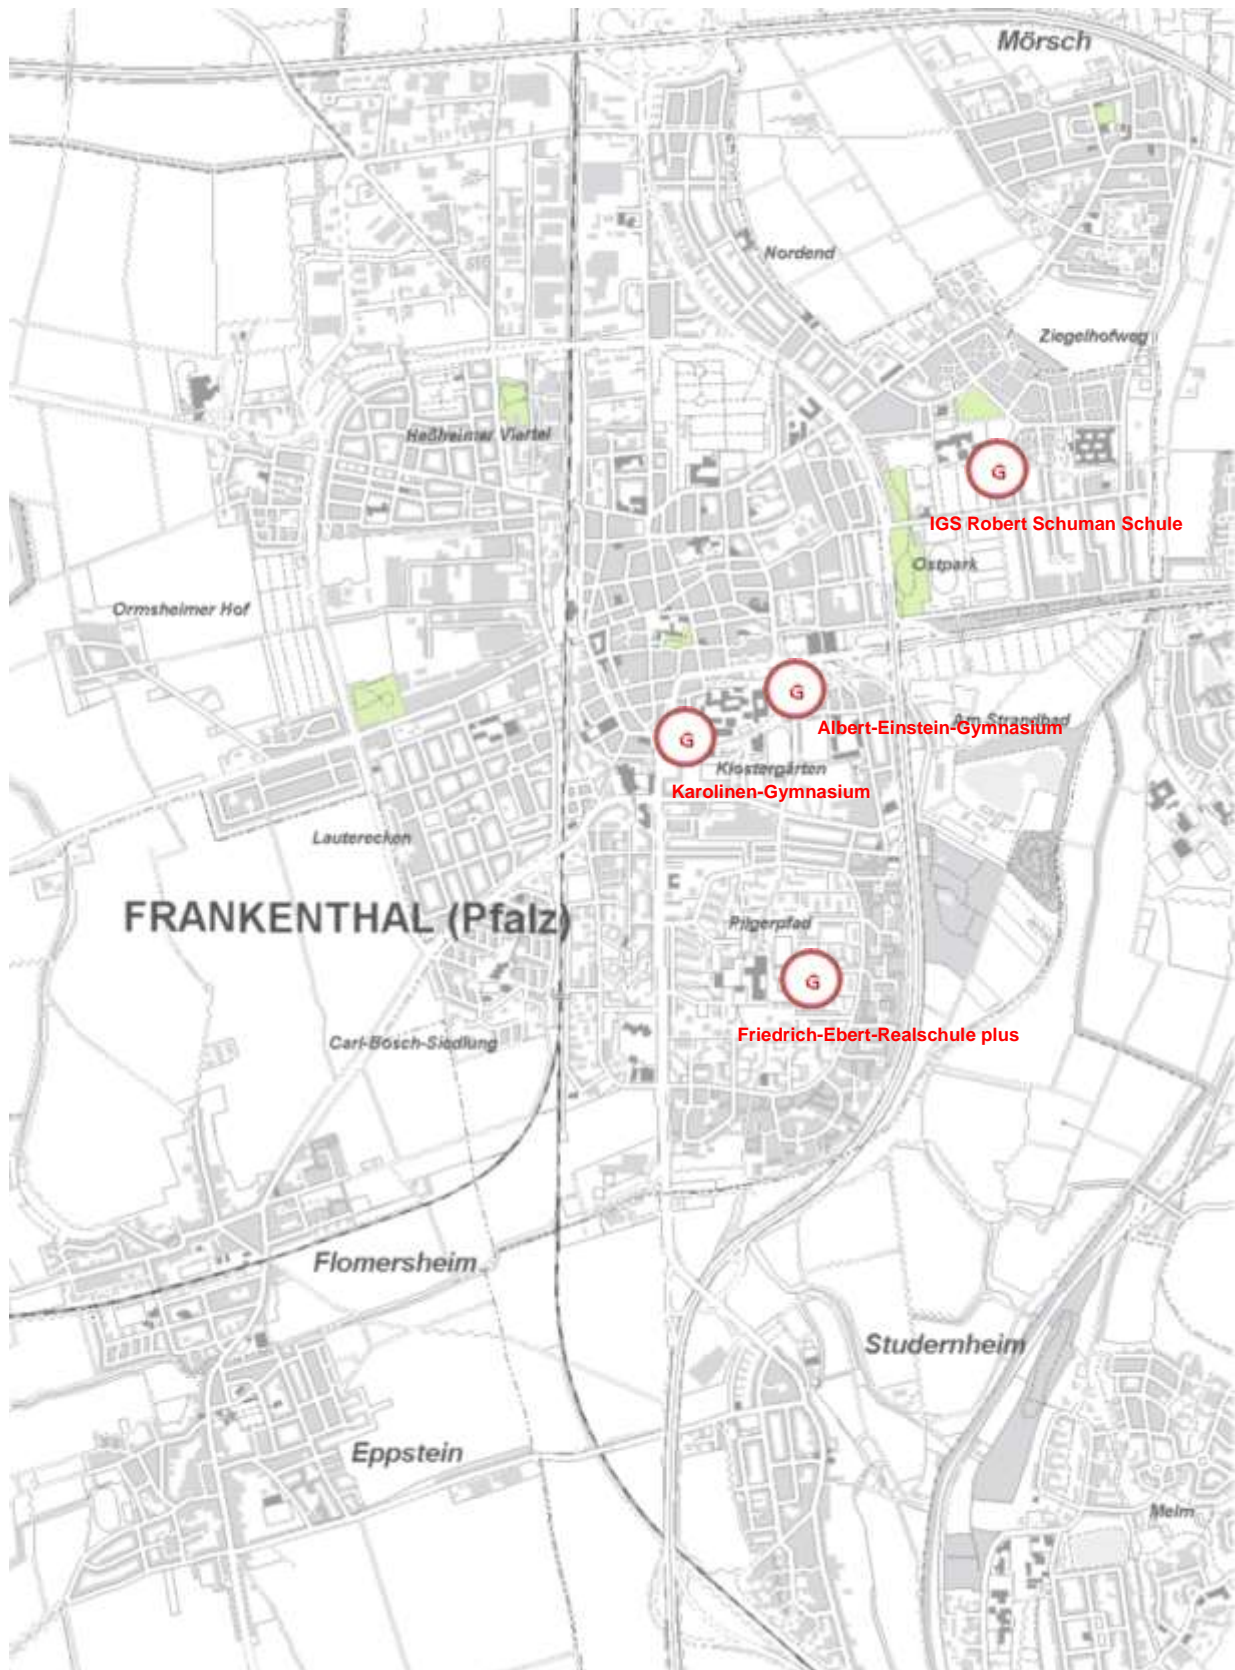 Mörsch
Nordend
Ziegelhofweg
Heßheimer Viertel
G
IGS Robert Schuman Schule
Ostpark
Ormsheimer Hof
G
Am Strandbad
Albert-Einstein-Gymnasium
G
Klostergärten
Karolinen-Gymnasium
Lauterecken
FRANKENTHAL (Pfalz)
Pilgerpfad
G
Friedrich-Ebert-Realschule plus
Carl-Bosch-Siedlung
Flomersheim
Studernheim
Eppstein
Melm